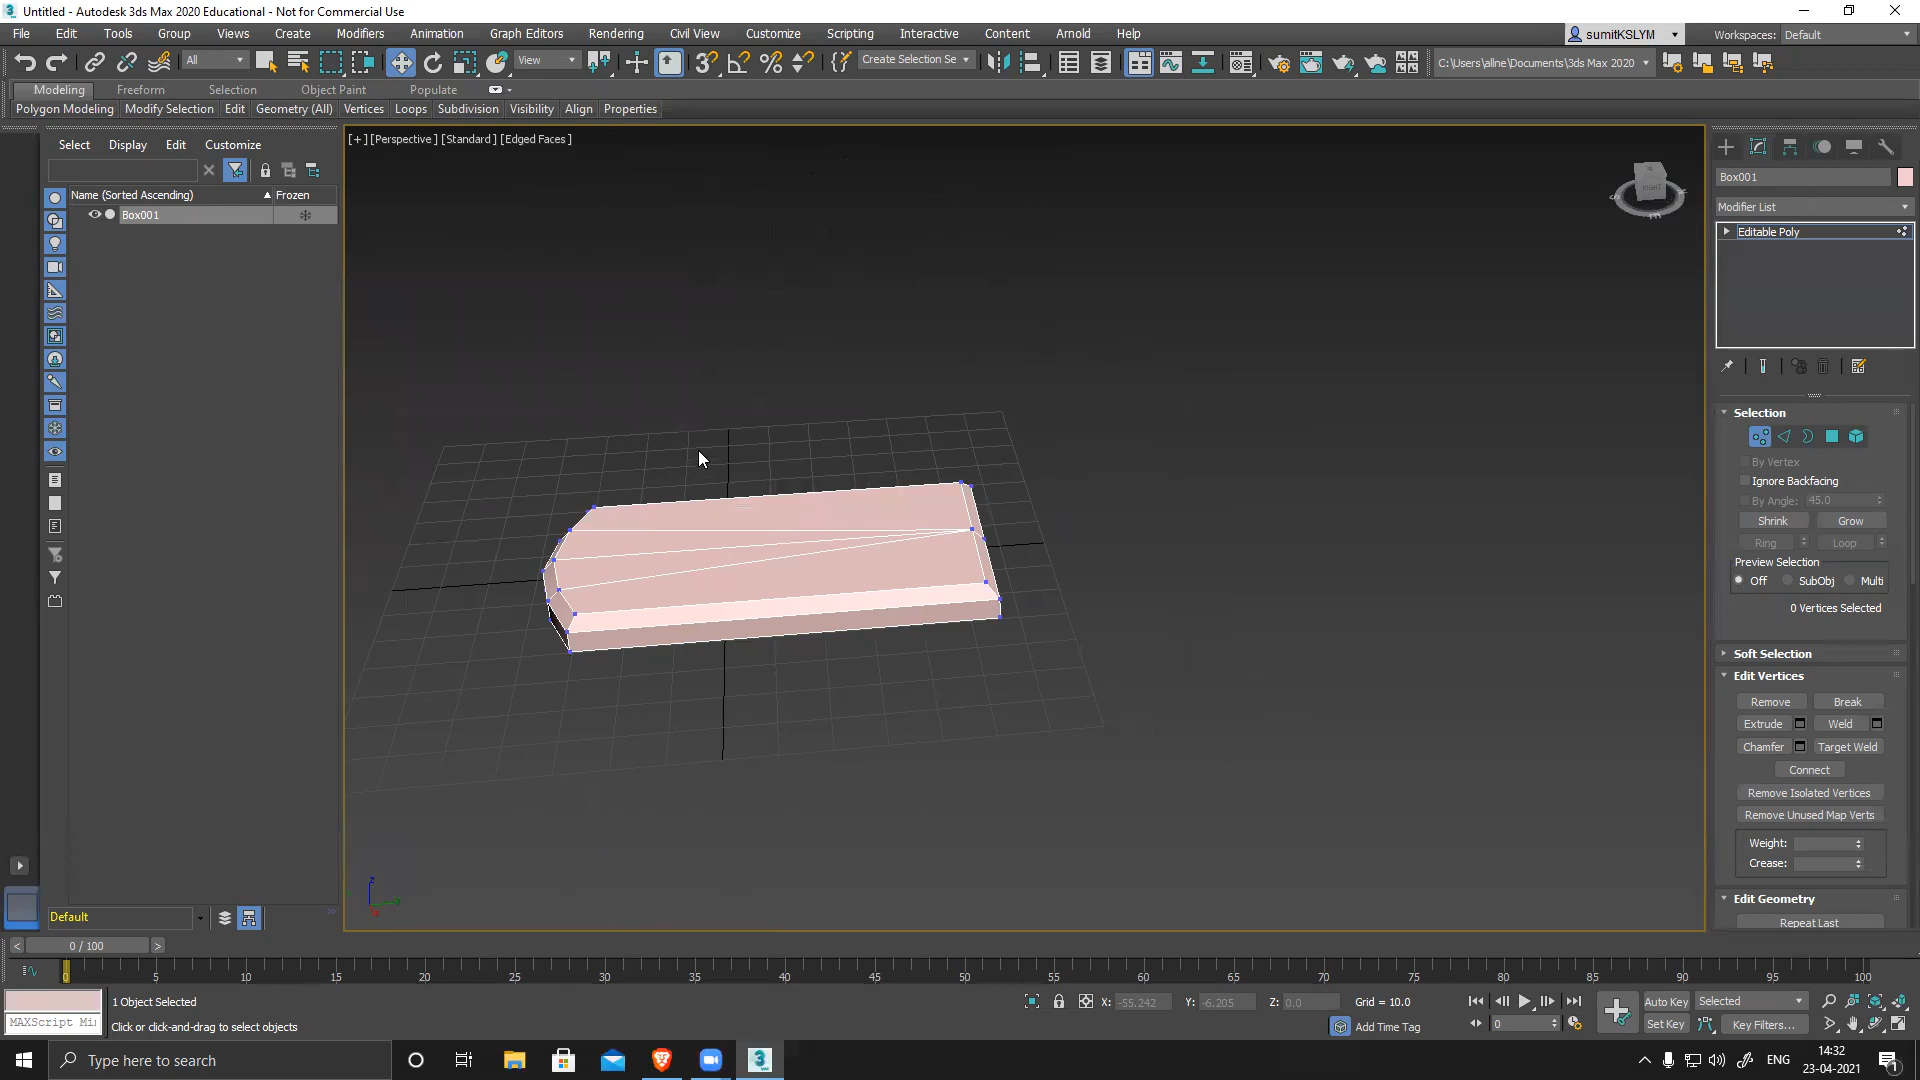 Untitled - Autodesk 3ds Max 2020 Educational - Not for Commercial Use
File Edit Tools Group Views Create Modifiers Animation Graph Editors Rendering Civil View Customize Scripting Interactive Content Arnold Help
sumitKSLYM
Workspaces: Default
All View Create Selection Se C:\Users\allne\Documents\3ds Max 2020
Modeling Freeform Selection Object Paint Populate
Polygon Modeling Modify Selection Edit Geometry (All) Vertices Loops Subdivision Visibility Align Properties
Select Display Edit Customize
Name (Sorted Ascending) Frozen
Box001
[+] [Perspective] [Standard] [Edged Faces]
RIGHT
Box001
Modifier List
Editable Poly
Selection
By Vertex
Ignore Backfacing
By Angle: 45.0
Shrink Grow
Ring Loop
Preview Selection
Off SubObj Multi
0 Vertices Selected
Soft Selection
Edit Vertices
Remove Break
Extrude Weld
Chamfer Target Weld
Connect
Remove Isolated Vertices
Remove Unused Map Verts
Weight:
Crease:
Edit Geometry
Repeat Last
Default
0 / 100
0 5 10 15 20 25 30 35 40 45 50 55 60 65 70 75 80 85 90 95 100
1 Object Selected
X: -55.242 Y: -6.205 Z: 0.0 Grid = 10.0
Auto Key Selected
MAXScript Mi
Click or click-and-drag to select objects
Add Time Tag
0
Set Key Key Filters...
Type here to search
ENG
14:32
23-04-2021